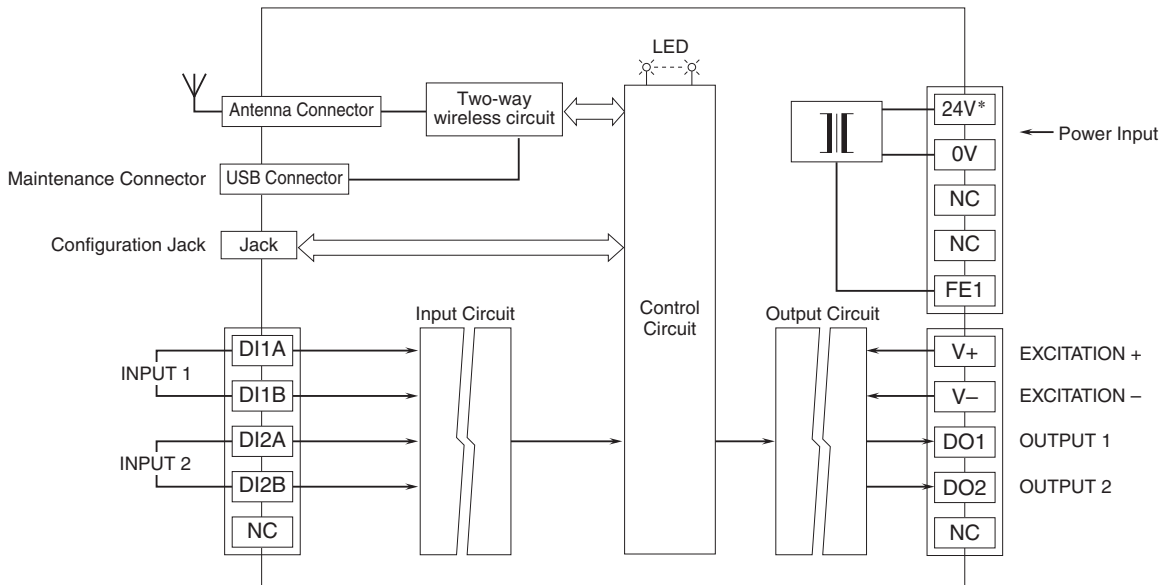 LED
Antenna Connector
Two-way
wireless circuit
24V*
Power Input
0V
Maintenance Connector
USB Connector
NC
Configuration Jack
Jack
NC
FE1
Input Circuit
Control
Circuit
Output Circuit
INPUT 1
DI1A
DI1B
INPUT 2
DI2A
DI2B
NC
V+
EXCITATION +
V–
EXCITATION –
DO1
OUTPUT 1
DO2
OUTPUT 2
NC